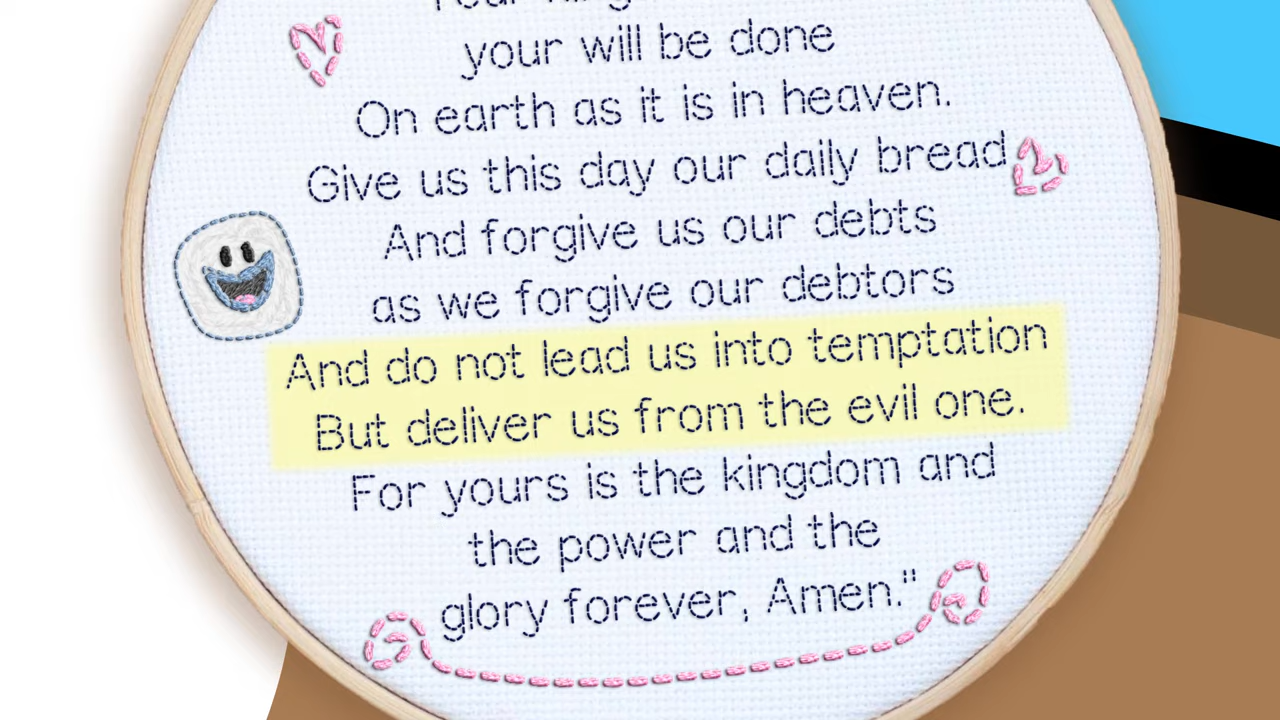 your will be done
On earth as it is in heaven.
Give us this day our daily bread
And forgive us our debts
as we forgive our debtors
And do not lead us into temptation
But deliver us from the evil one.
For yours is the kingdom and
the power and the
glory forever, Amen."